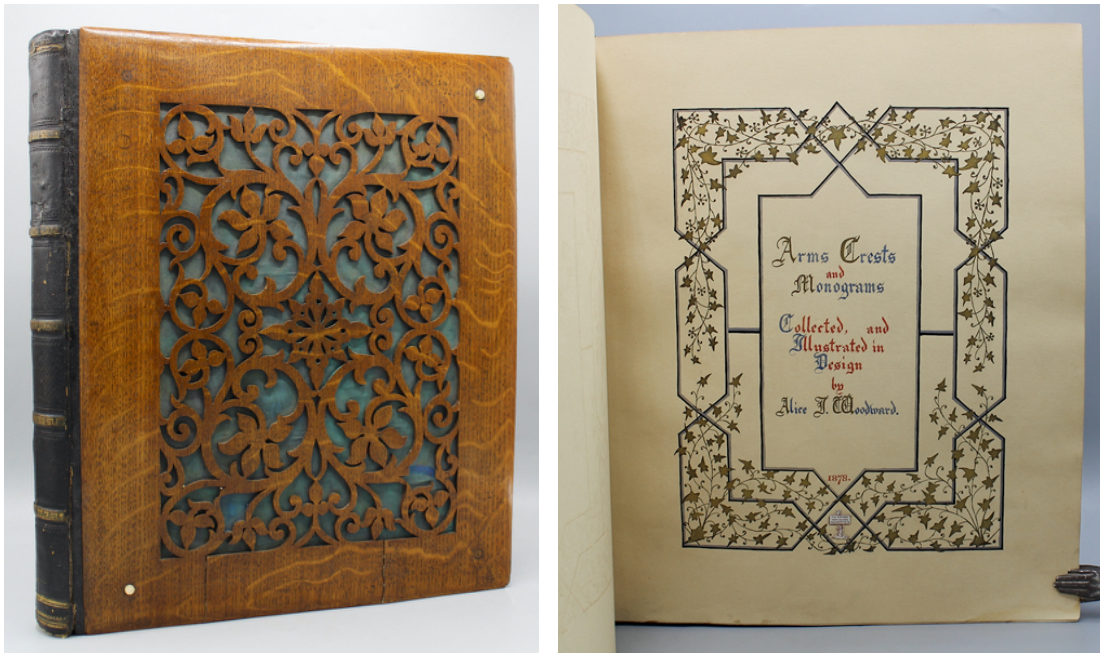 Arms Crests
and
Monograms
Collected, and
Illustrated in
Design
by
Alice J. Woodward.
1878.